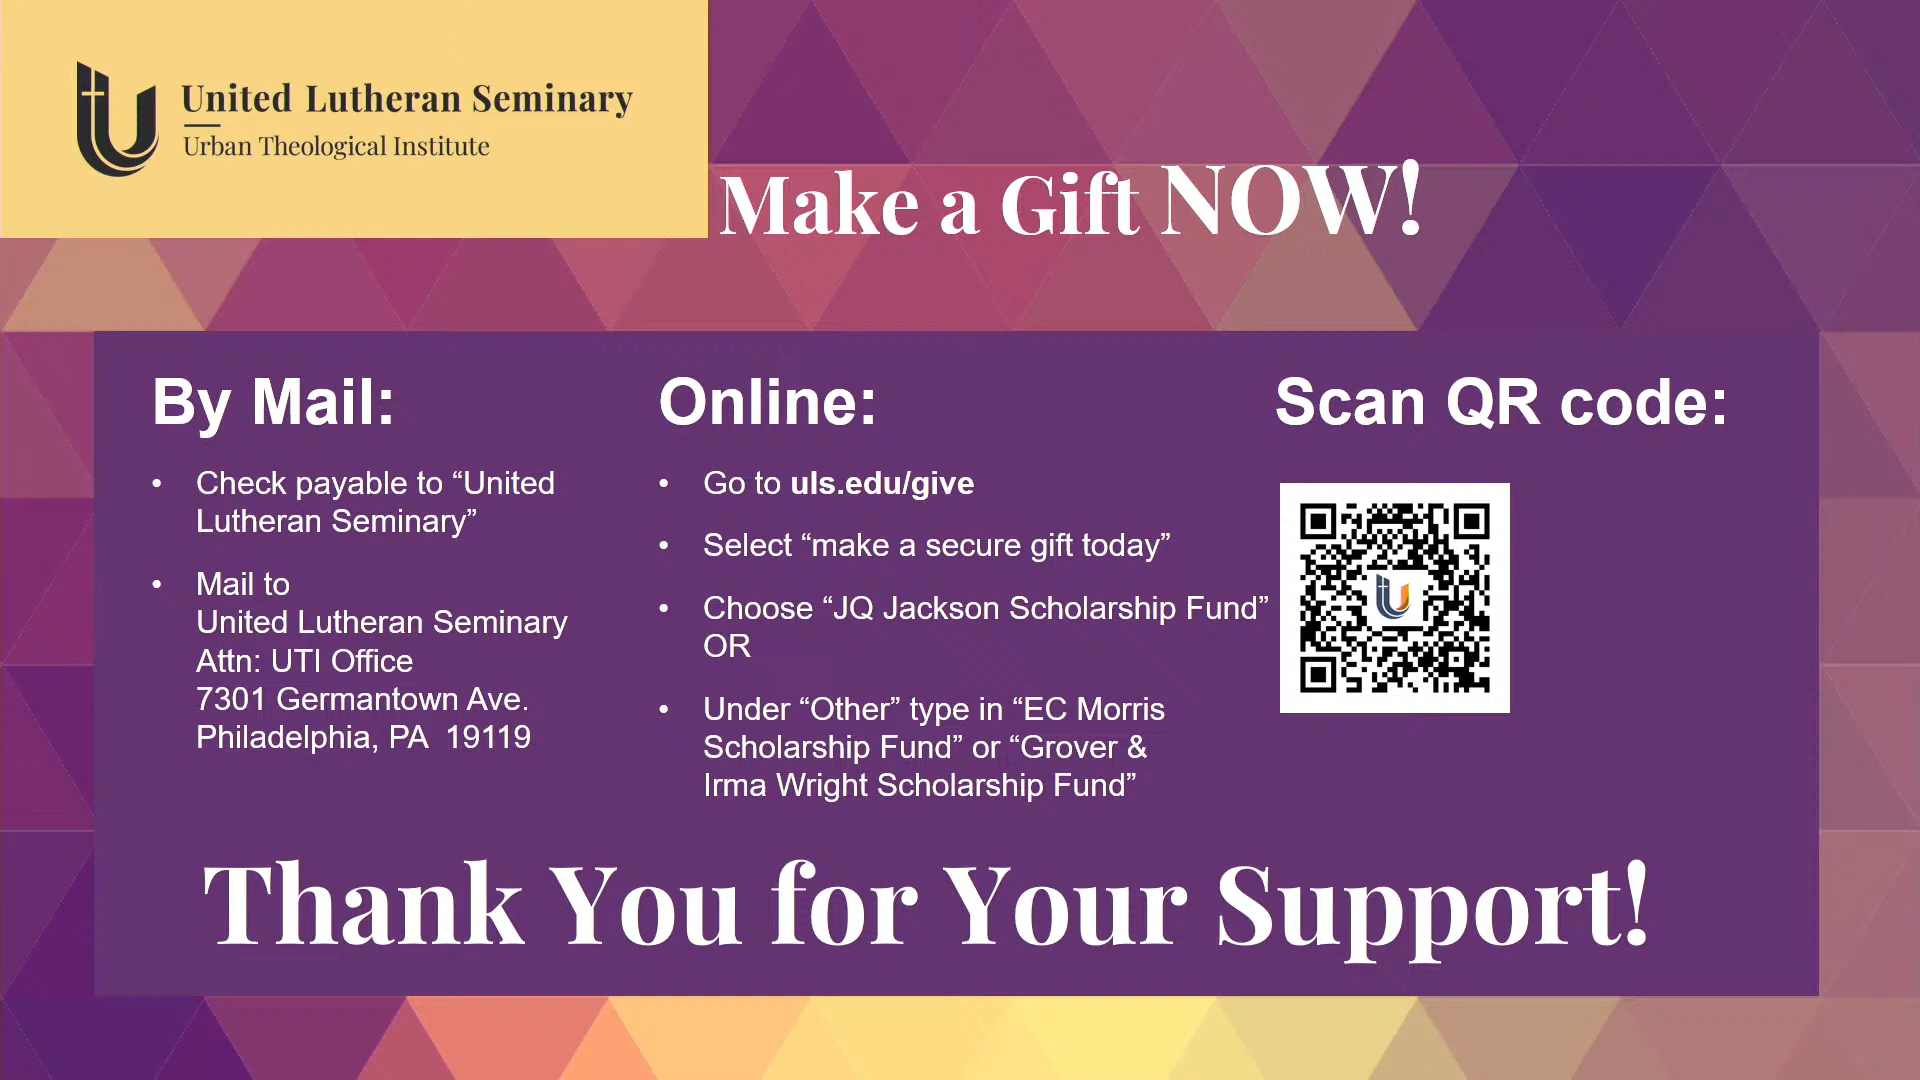 United Lutheran Seminary
Urban Theological Institute
Make a Gift NOW!
By Mail:
• Check payable to “United
Lutheran Seminary”
• Mail to
United Lutheran Seminary
Attn: UTI Office
7301 Germantown Ave.
Philadelphia, PA  19119
Online:
• Go to uls.edu/give
• Select “make a secure gift today”
• Choose “JQ Jackson Scholarship Fund”
OR
• Under “Other” type in “EC Morris
Scholarship Fund” or “Grover &
Irma Wright Scholarship Fund”
Scan QR code:
Thank You for Your Support!